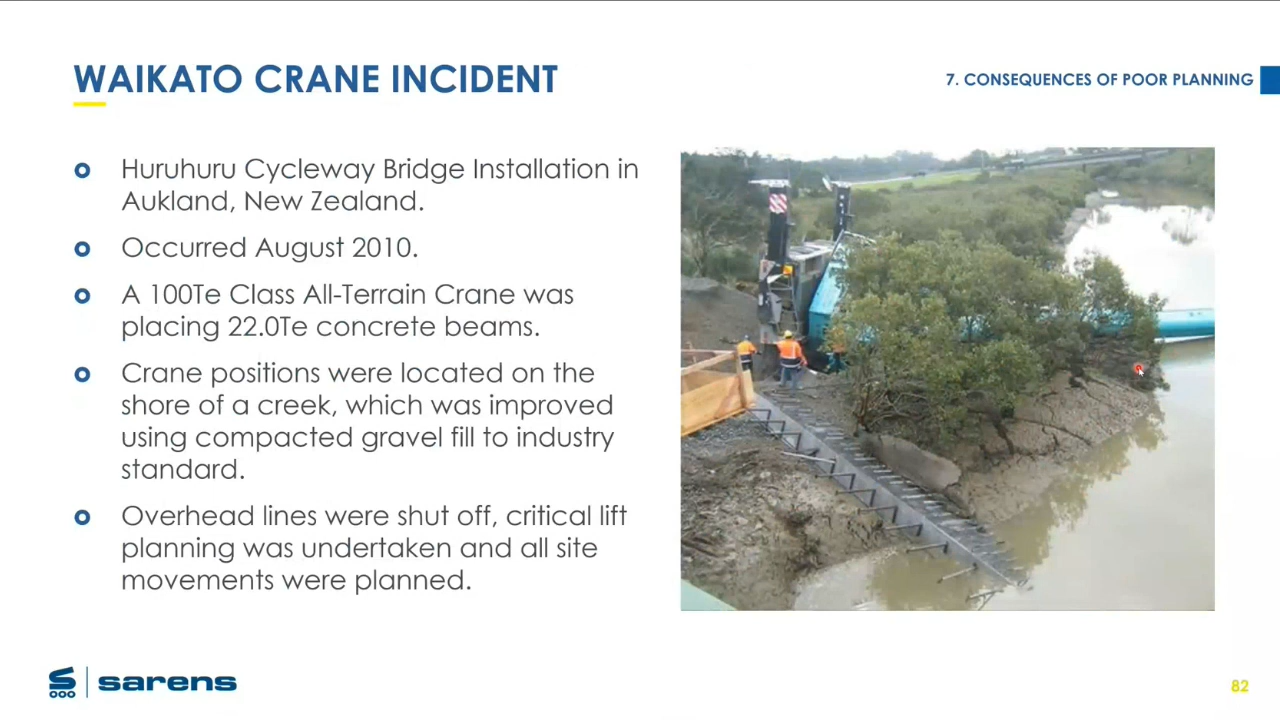 WAIKATO CRANE INCIDENT
7. CONSEQUENCES OF POOR PLANNING
Huruhuru Cycleway Bridge Installation in
Aukland, New Zealand.
Occurred August 2010.
A 100Te Class All-Terrain Crane was
placing 22.0Te concrete beams.
Crane positions were located on the
shore of a creek, which was improved
using compacted gravel fill to industry
standard.
Overhead lines were shut off, critical lift
planning was undertaken and all site
movements were planned.
sarens
82